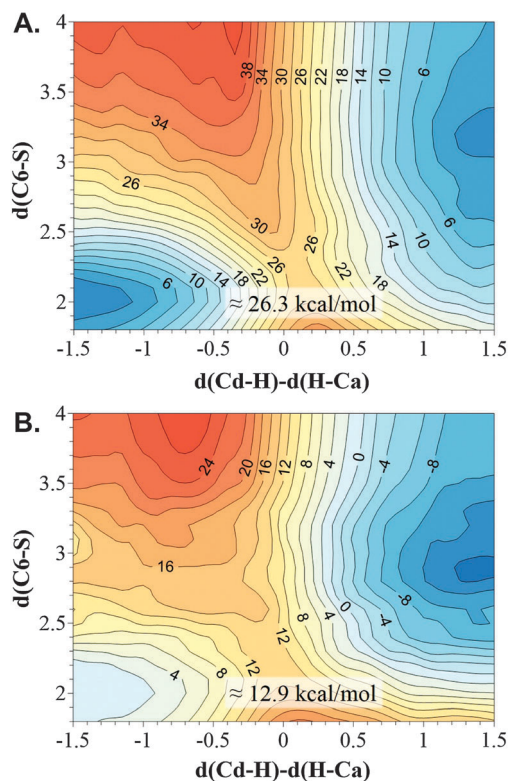 A.
4
3.5
3
2.5
2
d(C6-S)
38 34 30 26 22 18 14 10 6
34
26
30
26
14
10
6
6 10 14 18 22 26
22
18
≈ 26.3 kcal/mol
-1.5 -1 -0.5 0 0.5 1 1.5
d(Cd-H)-d(H-Ca)
B.
4
3.5
3
2.5
2
d(C6-S)
24 20 16 12 8 4 0 -4 -8
16
-8
8 4 0 -4
12
4 8 12
≈ 12.9 kcal/mol
-1.5 -1 -0.5 0 0.5 1 1.5
d(Cd-H)-d(H-Ca)